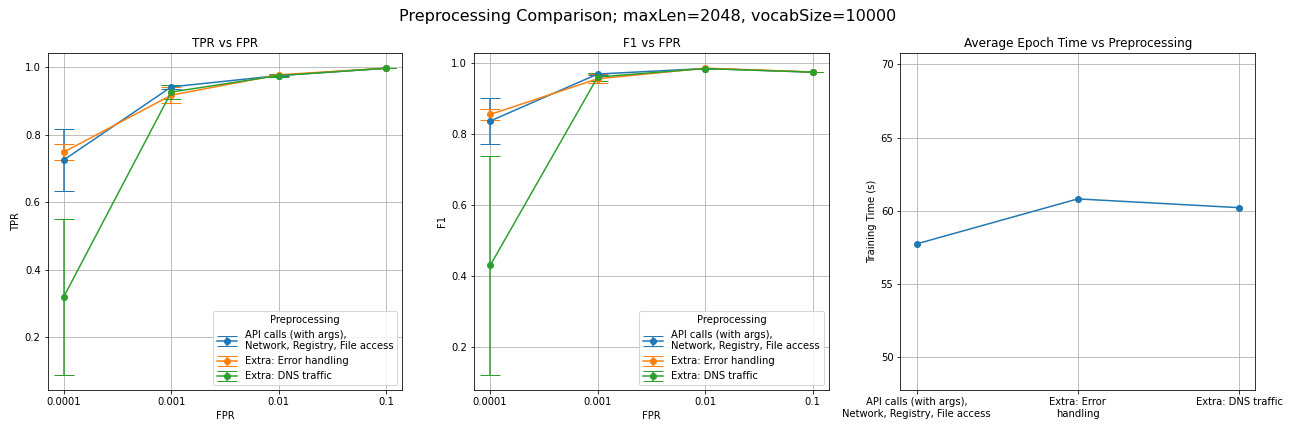 Preprocessing Comparison; maxLen=2048, vocabSize=10000
TPR vs FPR
1.0
0.8
0.6
0.4
0.2
TPR
0.0001
0.001
0.01
0.1
FPR
Preprocessing
API calls (with args),
Network, Registry, File access
Extra: Error handling
Extra: DNS traffic
F1 vs FPR
1.0
0.8
0.6
0.4
0.2
F1
0.0001
0.001
0.01
0.1
FPR
Preprocessing
API calls (with args),
Network, Registry, File access
Extra: Error handling
Extra: DNS traffic
Average Epoch Time vs Preprocessing
70
65
60
55
50
Training Time (s)
API calls (with args),
Network, Registry, File access
Extra: Error
handling
Extra: DNS traffic